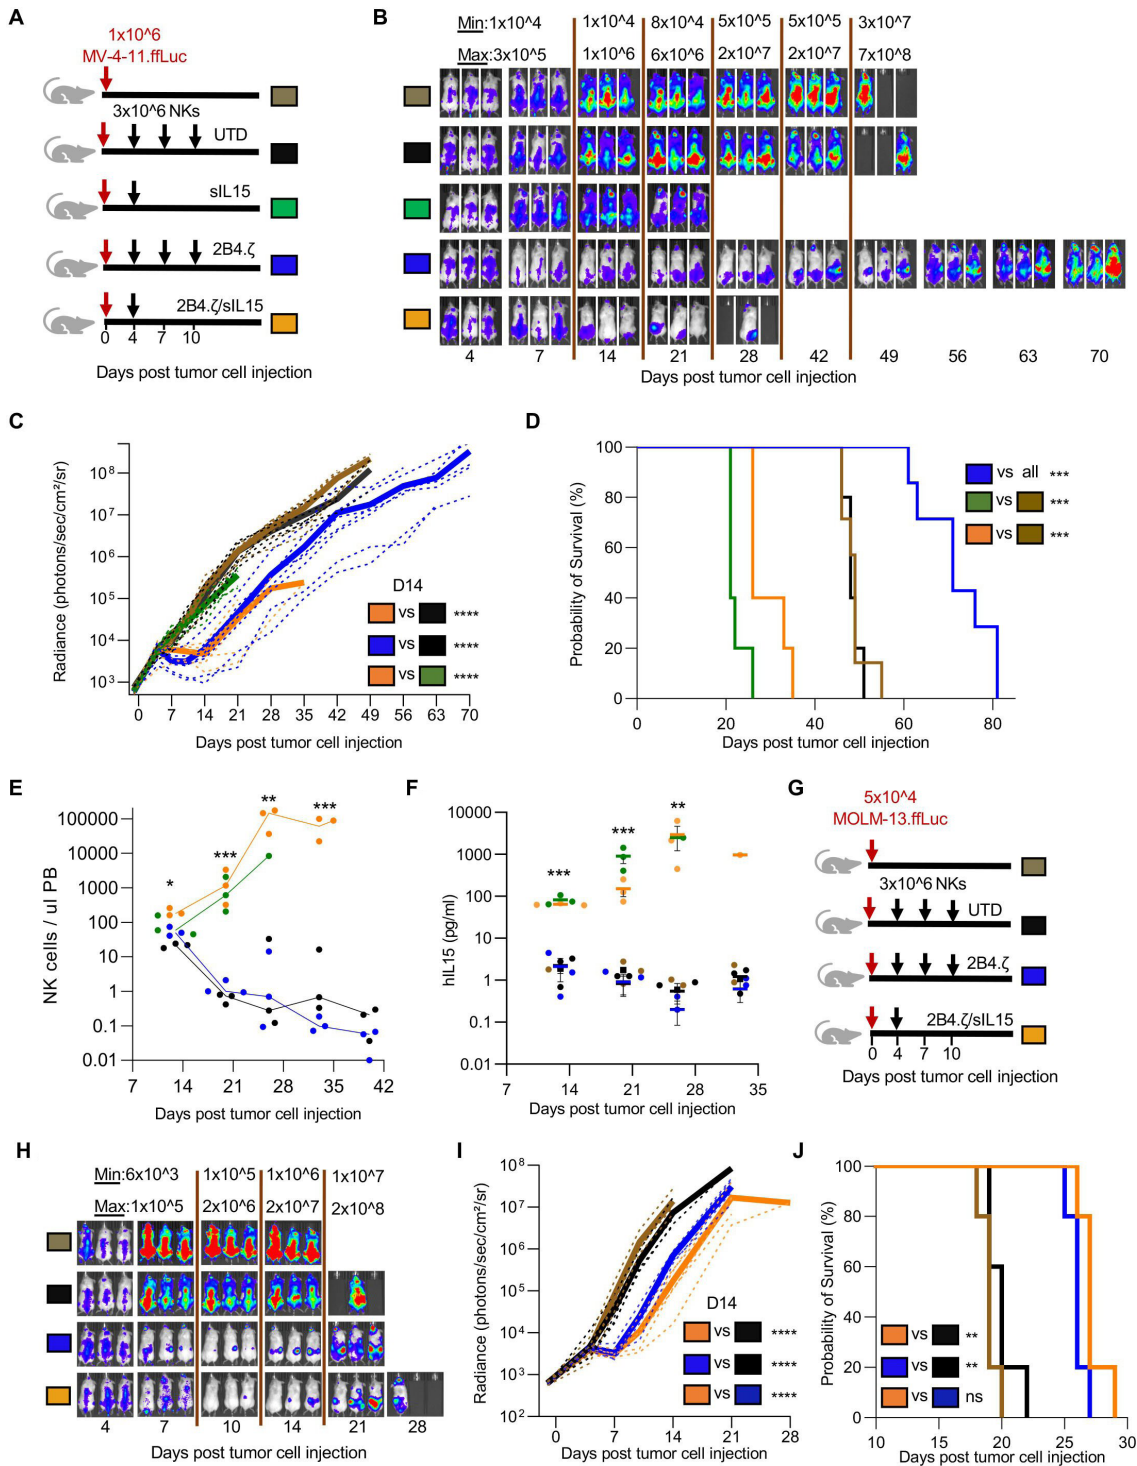 A
1x10^6
MV-4-11.ffLuc
3x10^6 NKs
UTD
sIL15
2B4.ζ
2B4.ζ/sIL15
0 4 7 10
Days post tumor cell injection
B
Min:1x10^4 1x10^4 8x10^4 5x10^5 5x10^5 3x10^7
Max:3x10^5 1x10^6 6x10^6 2x10^7 2x10^7 7x10^8
4 7 14 21 28 42 49 56 63 70
Days post tumor cell injection
C
Radiance (photons/sec/cm²/sr)
10⁸
10⁷
10⁶
10⁵
10⁴
10³
D14
vs ****
vs ****
vs ****
0 7 14 21 28 35 42 49 56 63 70
Days post tumor cell injection
D
Probability of Survival (%)
100
80
60
40
20
0
vs all ***
vs ***
vs ***
0 20 40 60 80
Days post tumor cell injection
E
NK cells / ul PB
100000
10000
1000
100
10
1
0.1
0.01
* *** ** ***
7 14 21 28 35 42
Days post tumor cell injection
F
hIL15 (pg/ml)
10000
1000
100
10
1
0.1
0.01
*** *** **
7 14 21 28 35
Days post tumor cell injection
G
5x10^4
MOLM-13.ffLuc
3x10^6 NKs
UTD
2B4.ζ
2B4.ζ/sIL15
0 4 7 10
Days post tumor cell injection
H
Min:6x10^3 1x10^5 1x10^6 1x10^7
Max:1x10^5 2x10^6 2x10^7 2x10^8
4 7 10 14 21 28
Days post tumor cell injection
I
Radiance (photons/sec/cm²/sr)
10⁸
10⁷
10⁶
10⁵
10⁴
10³
10²
D14
vs ****
vs ****
vs ****
0 7 14 21 28
Days post tumor cell injection
J
Probability of Survival (%)
100
80
60
40
20
0
vs **
vs **
vs ns
10 15 20 25 30
Days post tumor cell injection